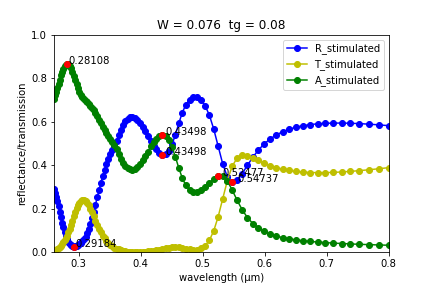 W = 0.076  tg = 0.08
1.0
0.8
0.6
0.4
0.2
0.0
reflectance/transmission
0.3
0.4
0.5
0.6
0.7
0.8
wavelength (μm)
R_stimulated
T_stimulated
A_stimulated
0.28108
0.43498
0.43498
0.54737
0.29184